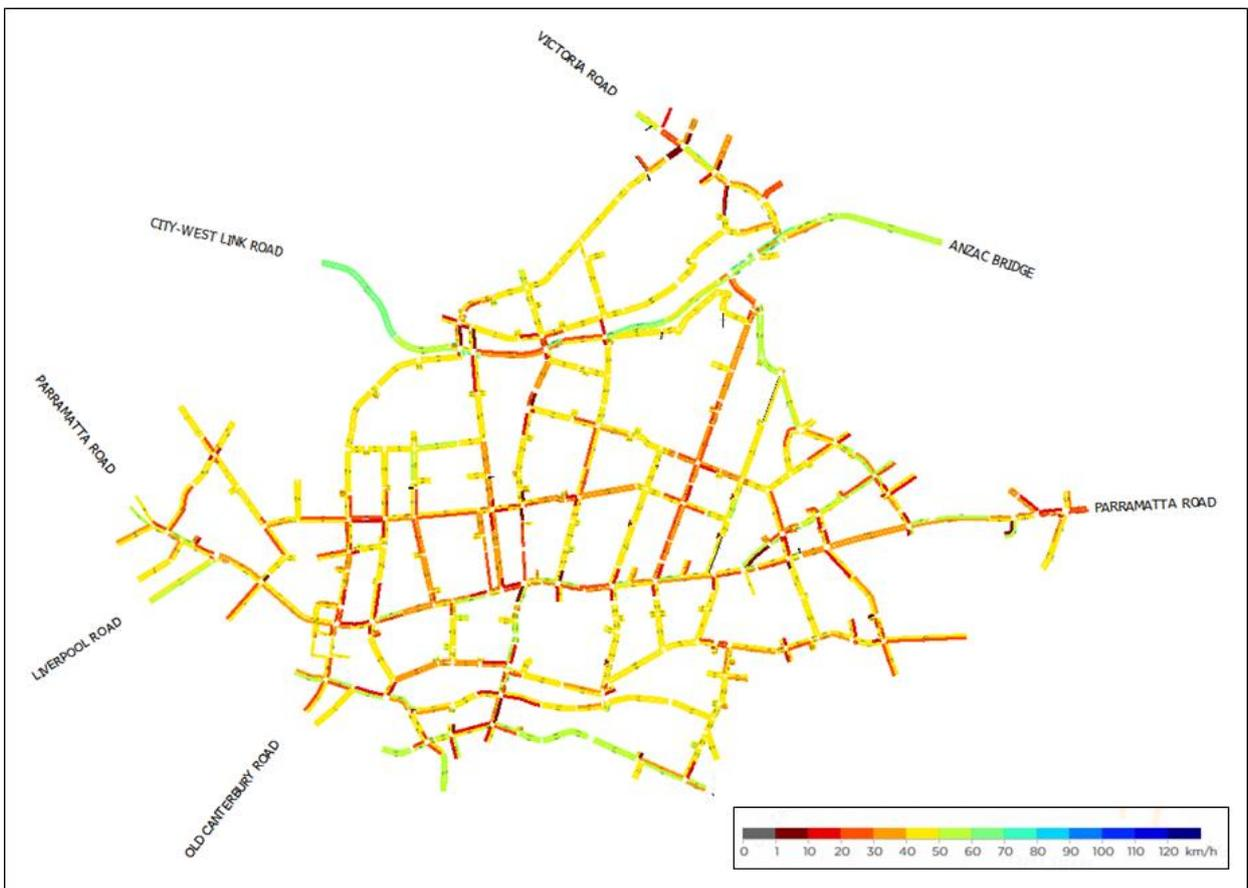 VICTORIA ROAD
CITY-WEST LINK ROAD
ANZAC BRIDGE
PARRAMATTA ROAD
PARRAMATTA ROAD
LIVERPOOL ROAD
OLD CANTERBURY ROAD
0 1 10 20 30 40 50 60 70 80 90 100 110 120 km/h